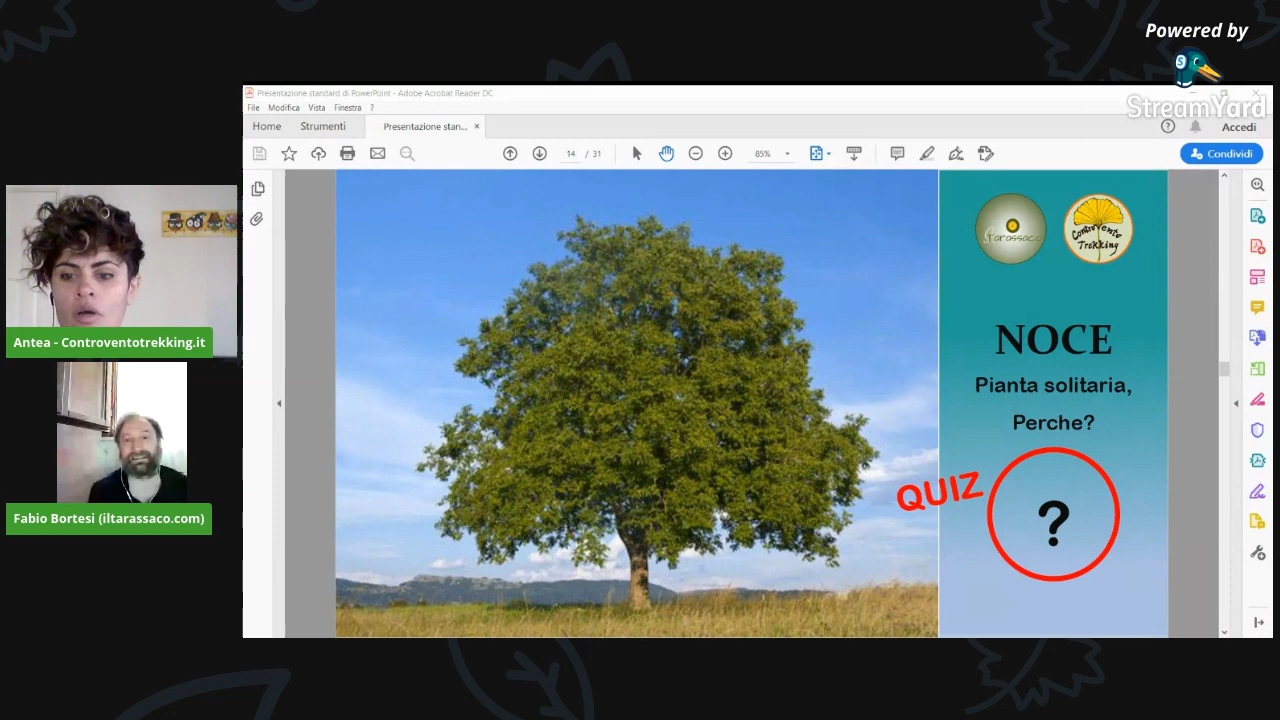 Powered by
StreamYard
Presentazione standard di PowerPoint - Adobe Acrobat Reader DC
File Modifica Vista Finestra ?
Home Strumenti Presentazione stan... ×
Accedi
14 / 31
85%
Condividi
iltarassaco
Controvento
Trekking
NOCE
Pianta solitaria,
Perche?
QUIZ
?
Antea - Controventotrekking.it
Fabio Bortesi (iltarassaco.com)